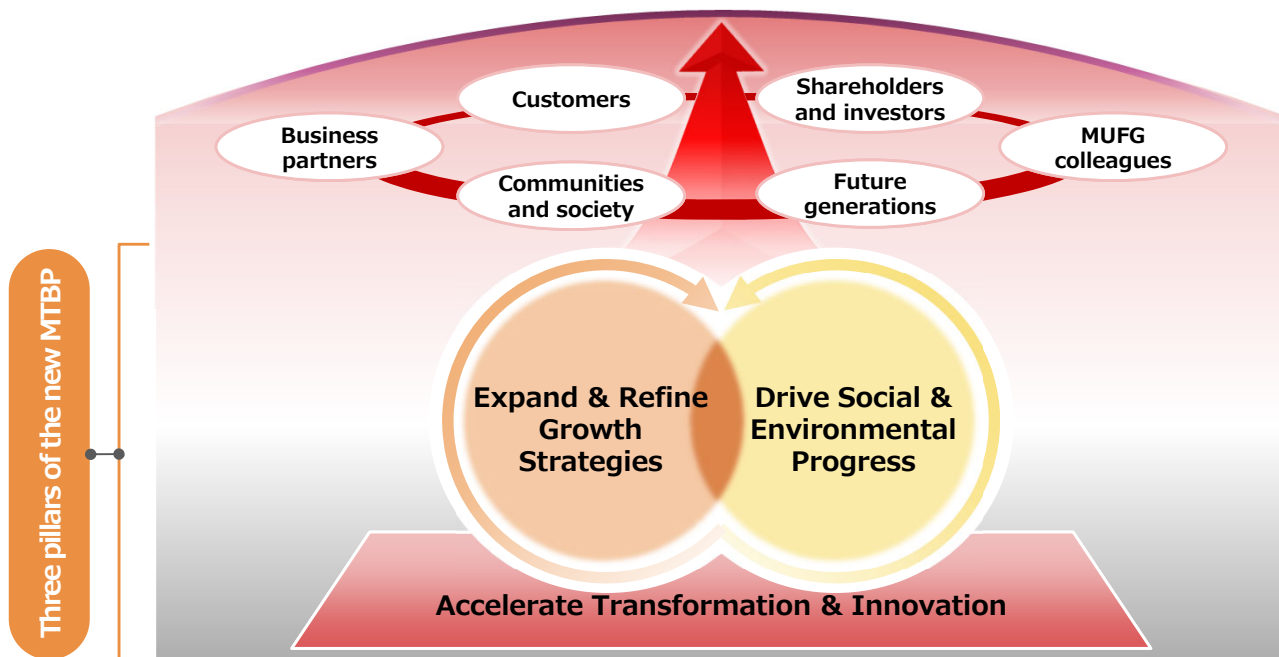 Customers
Shareholders
and investors
Business
partners
MUFG
colleagues
Communities
and society
Future
generations
Three pillars of the new MTBP
Expand & Refine
Growth
Strategies
Drive Social &
Environmental
Progress
Accelerate Transformation & Innovation